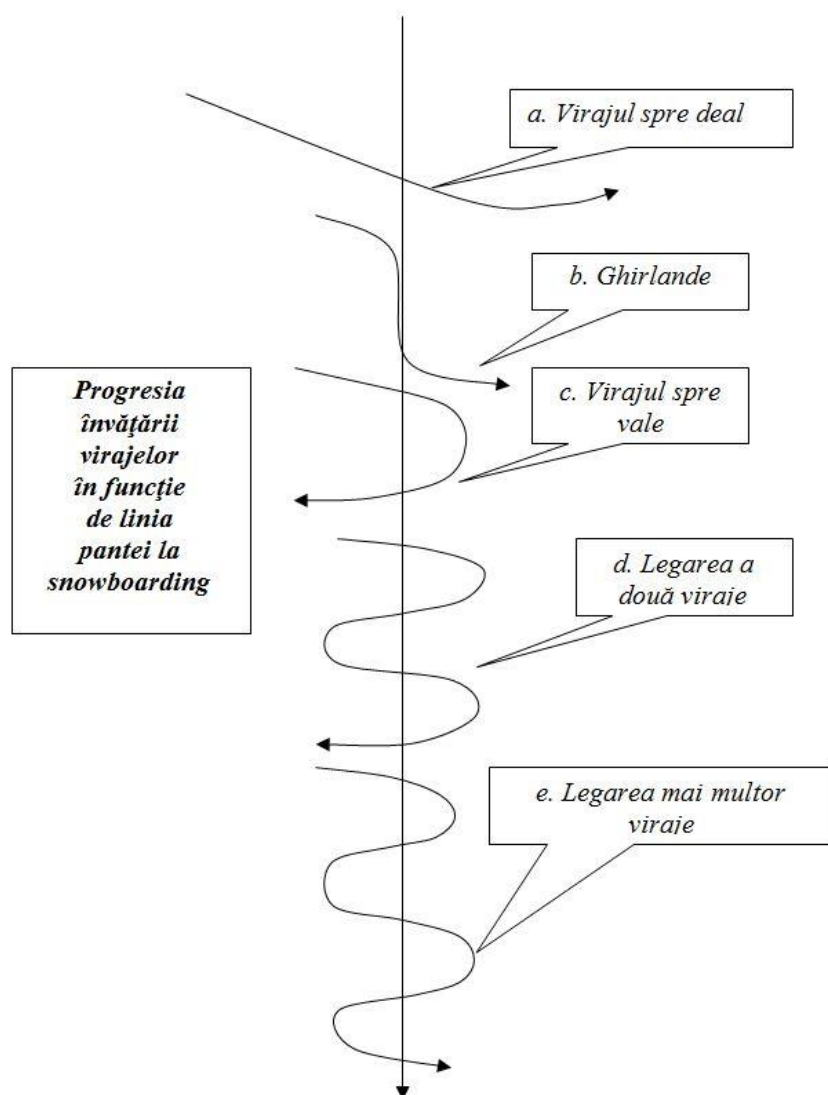 a. Virajul spre deal
b. Ghirlande
c. Virajul spre
vale
Progresia
învăţării
virajelor
în funcţie
de linia
pantei la
snowboarding
d. Legarea a
două viraje
e. Legarea mai multor
viraje